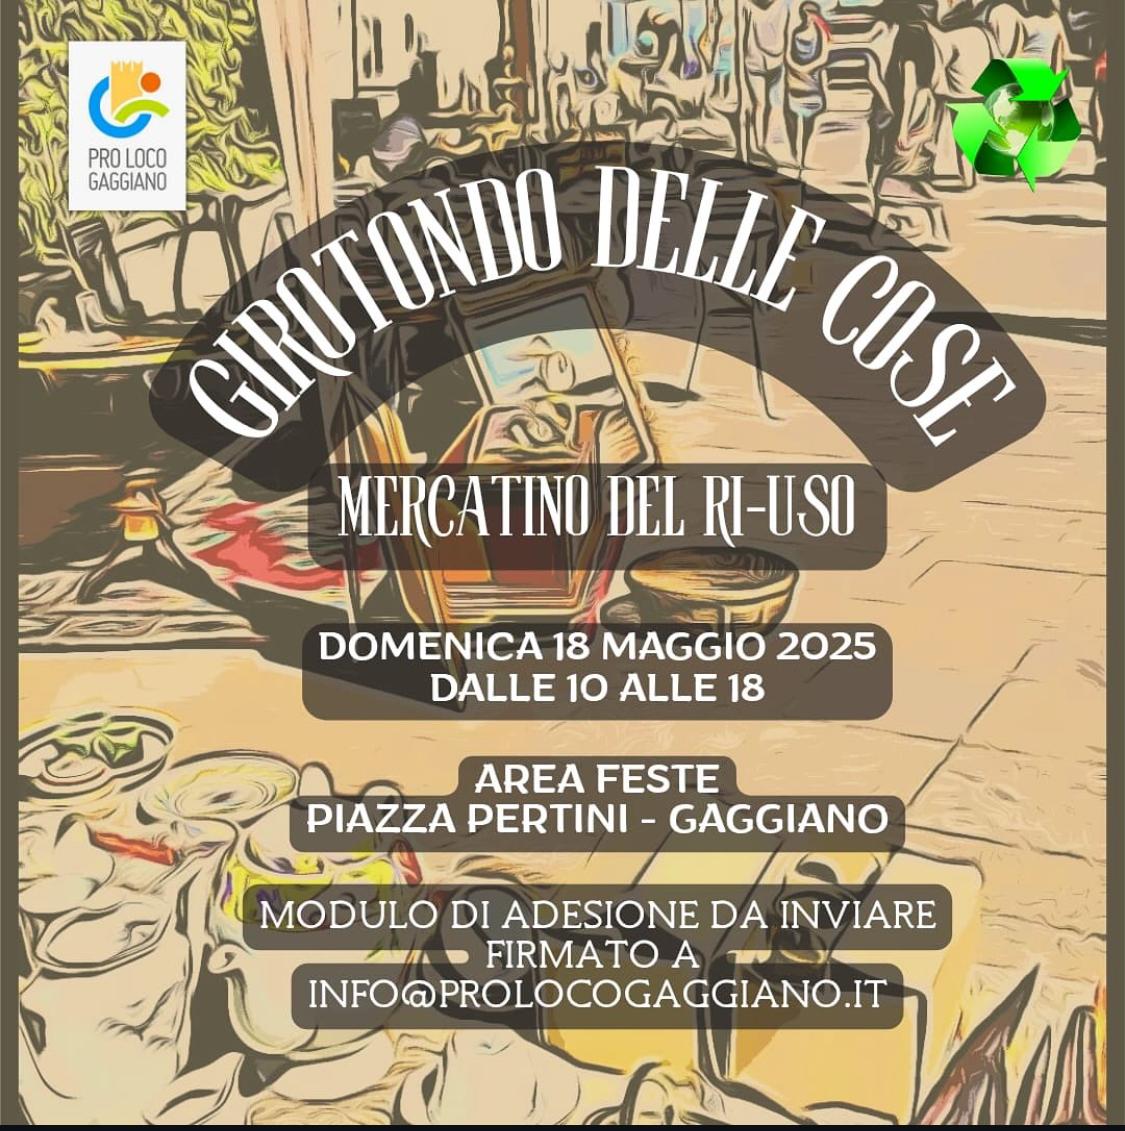 PRO LOCO
GAGGIANO
GIROTONDO DELLE COSE
MERCATINO DEL RI-USO
DOMENICA 18 MAGGIO 2025
DALLE 10 ALLE 18
AREA FESTE
PIAZZA PERTINI - GAGGIANO
MODULO DI ADESIONE DA INVIARE
FIRMATO A
INFO@PROLOCOGAGGIANO.IT